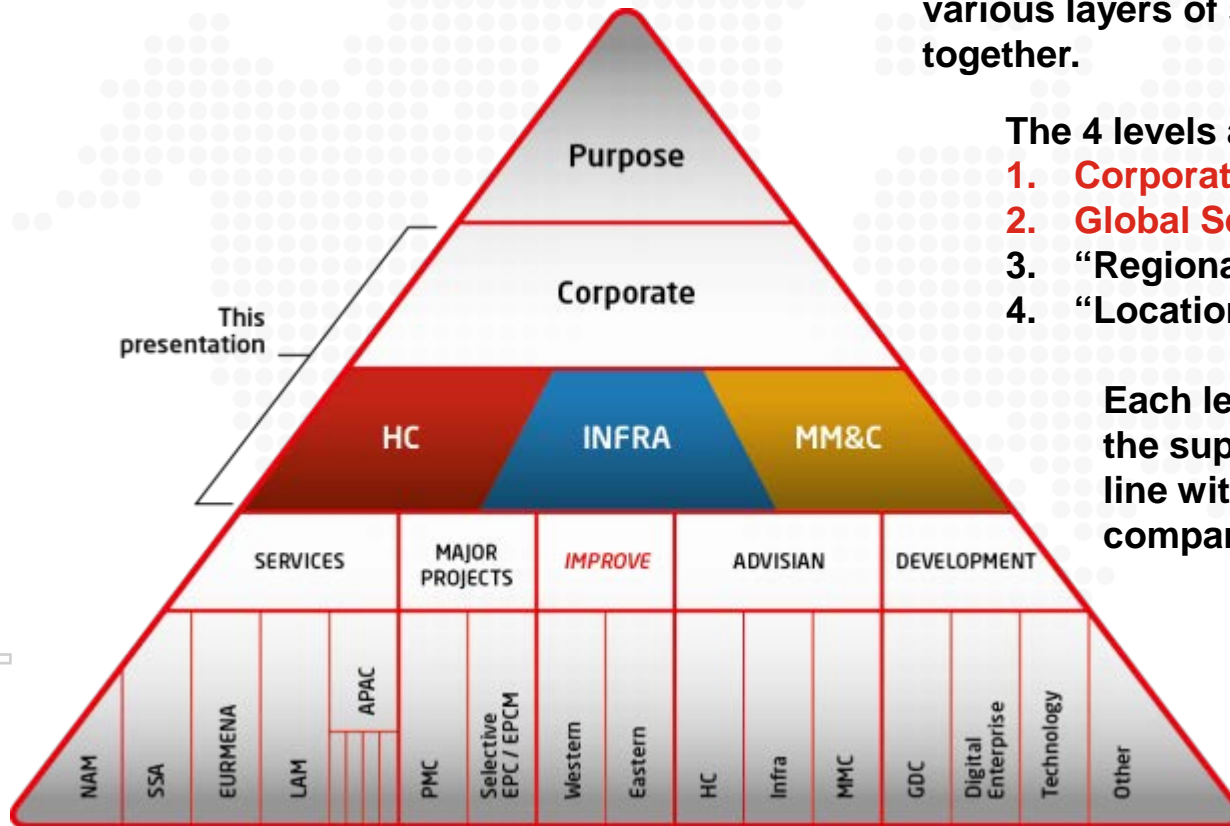 various layers of
together.
The 4 levels
1. Corporat
2. Global S
3. “Regiona
4. “Location
Each le
the sup
line wit
compa
Purpose
Corporate
This
presentation
HC
INFRA
MM&C
SERVICES
MAJOR
PROJECTS
IMPROVE
ADVISIAN
DEVELOPMENT
NAM
SSA
EURMENA
LAM
APAC
PMC
Selective
EPC / EPCM
Western
Eastern
HC
Infra
MMC
GDC
Digital
Enterprise
Technology
Other